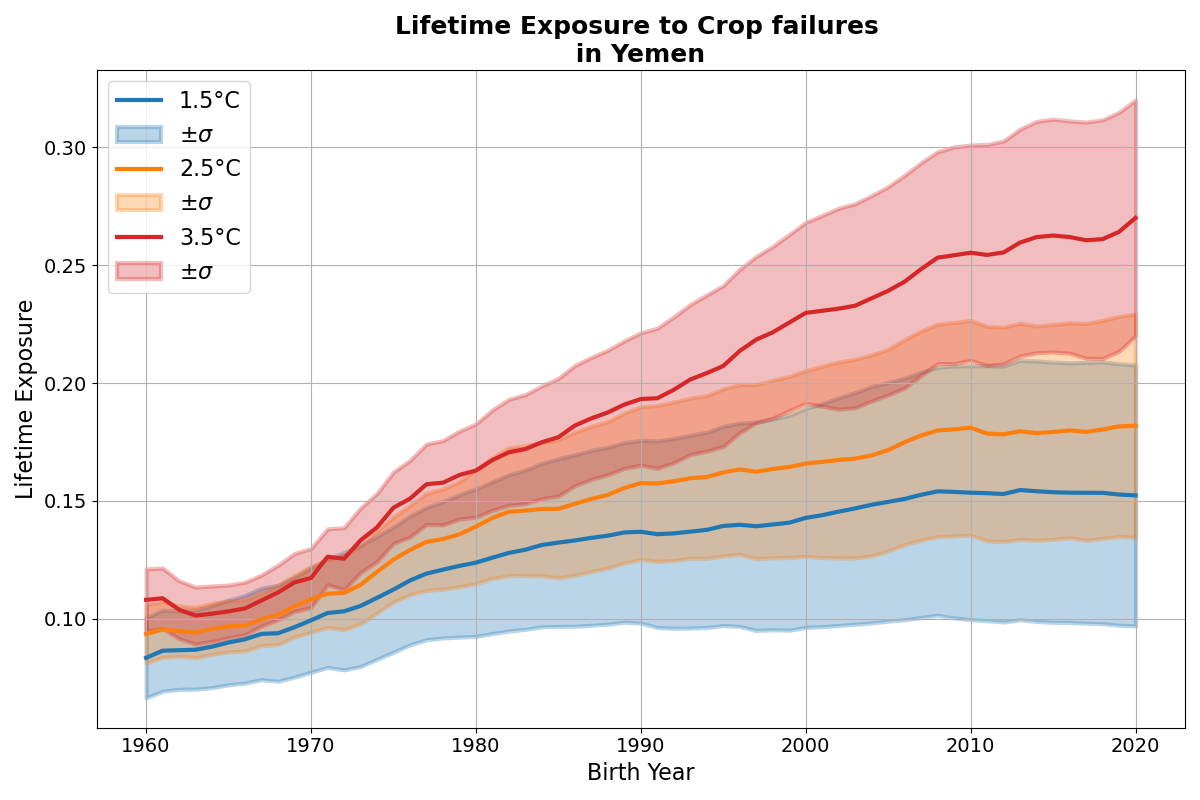 Lifetime Exposure to Crop failures
in Yemen
1.5°C
±σ
2.5°C
±σ
3.5°C
±σ
Lifetime Exposure
0.30
0.25
0.20
0.15
0.10
1960 1970 1980 1990 2000 2010 2020
Birth Year